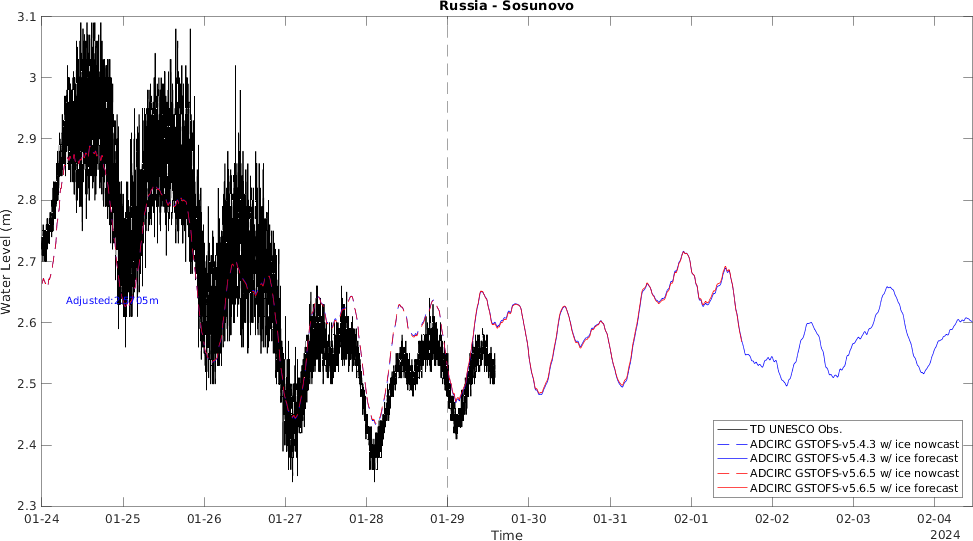 Russia - Sosunovo
3.1
3
2.9
2.8
2.7
2.6
2.5
2.4
2.3
Water Level (m)
Adjusted:
05m
TD UNESCO Obs.
ADCIRC GSTOFS-v5.4.3 w/ ice nowcast
ADCIRC GSTOFS-v5.4.3 w/ ice forecast
ADCIRC GSTOFS-v5.6.5 w/ ice nowcast
ADCIRC GSTOFS-v5.6.5 w/ ice forecast
01-24 01-25 01-26 01-27 01-28 01-29 01-30 01-31 02-01 02-02 02-03 02-04
Time
2024